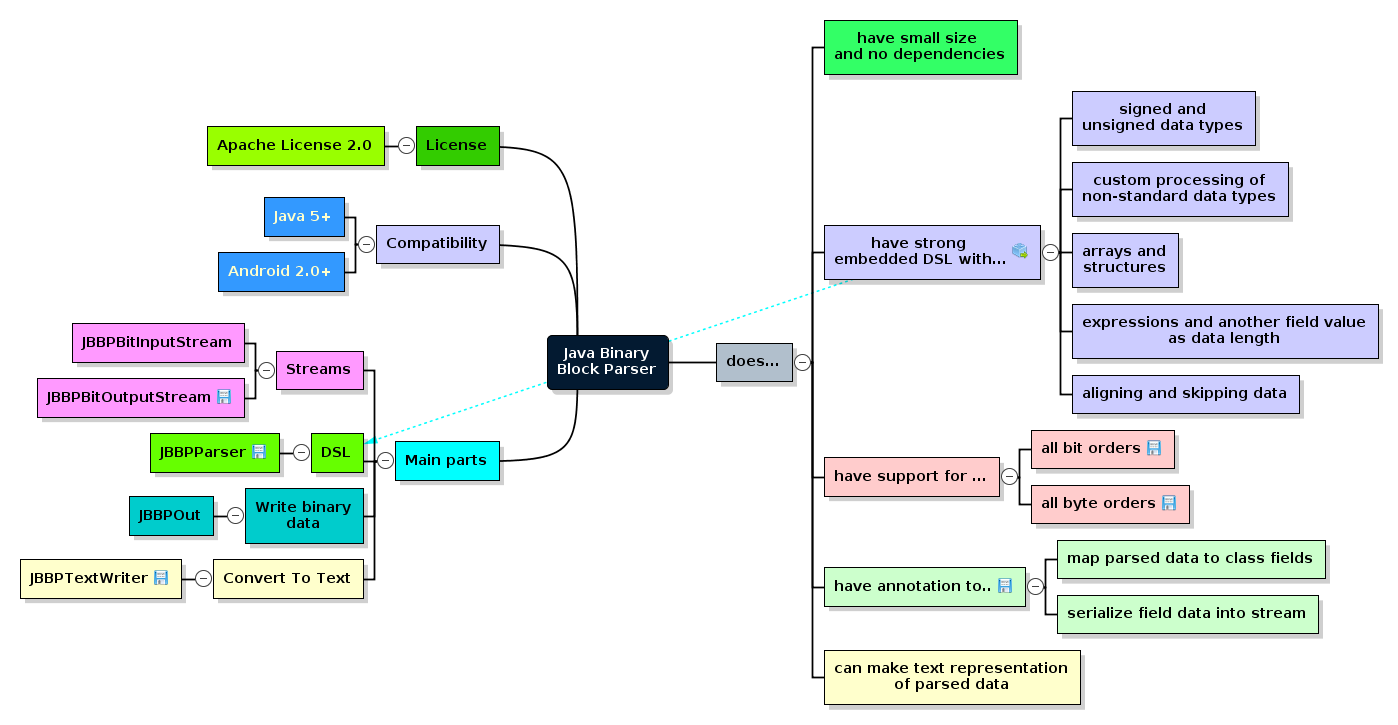 Java Binary
Block Parser
License
Apache License 2.0
Compatibility
Java 5+
Android 2.0+
Main parts
Streams
JBBPBitInputStream
JBBPBitOutputStream
DSL
JBBPParser
Write binary
data
JBBPOut
Convert To Text
JBBPTextWriter
does...
have small size
and no dependencies
have strong
embedded DSL with...
signed and
unsigned data types
custom processing of
non-standard data types
arrays and
structures
expressions and another field value
as data length
aligning and skipping data
have support for ...
all bit orders
all byte orders
have annotation to..
map parsed data to class fields
serialize field data into stream
can make text representation
of parsed data